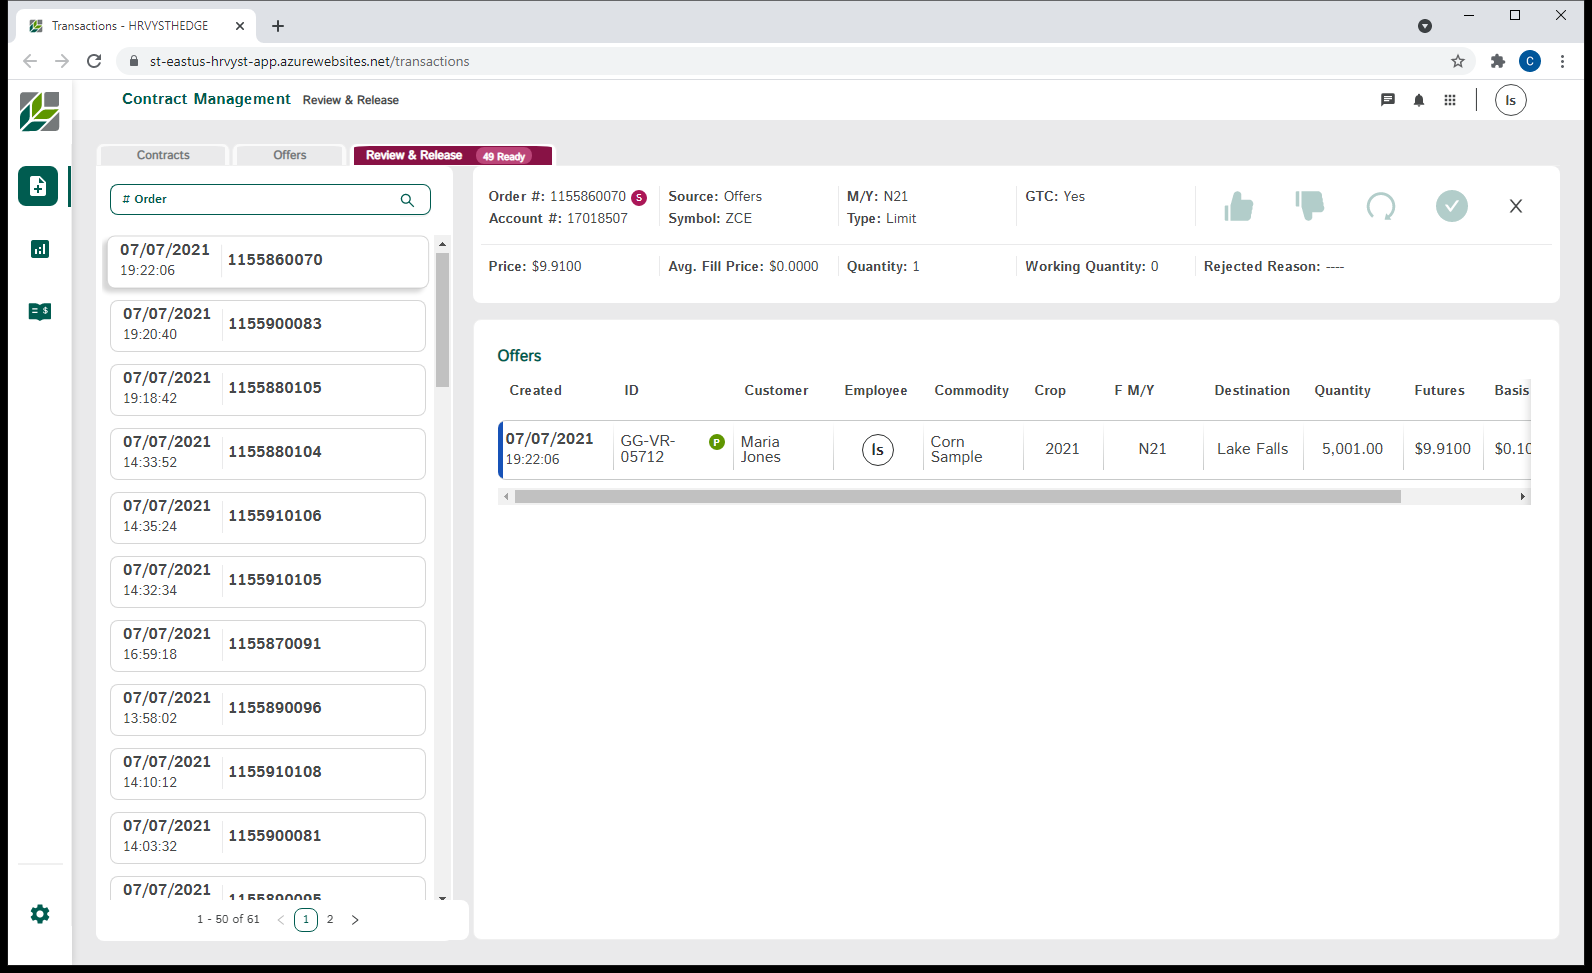 Transactions - HRVYSTHEDGE
st-eastus-hrvyst-app.azurewebsites.net/transactions
C
Contract Management Review & Release
ls
Contracts
Offers
Review & Release 49 Ready
# Order
07/07/2021
19:22:06
1155860070
07/07/2021
19:20:40
1155900083
07/07/2021
19:18:42
1155880105
07/07/2021
14:33:52
1155880104
07/07/2021
14:35:24
1155910106
07/07/2021
14:32:34
1155910105
07/07/2021
16:59:18
1155870091
07/07/2021
13:58:02
1155890096
07/07/2021
14:10:12
1155910108
07/07/2021
14:03:32
1155900081
07/07/2021
1155890095
1 - 50 of 61 < 1 2 >
Order #: 1155860070 S
Account #: 17018507
Source: Offers
Symbol: ZCE
M/Y: N21
Type: Limit
GTC: Yes
Price: $9.9100
Avg. Fill Price: $0.0000
Quantity: 1
Working Quantity: 0
Rejected Reason: ----
Offers
Created ID Customer Employee Commodity Crop F M/Y Destination Quantity Futures Basis
07/07/2021
19:22:06
GG-VR-
05712
P
Maria
Jones
ls
Corn
Sample
2021
N21
Lake Falls
5,001.00
$9.9100
$0.10